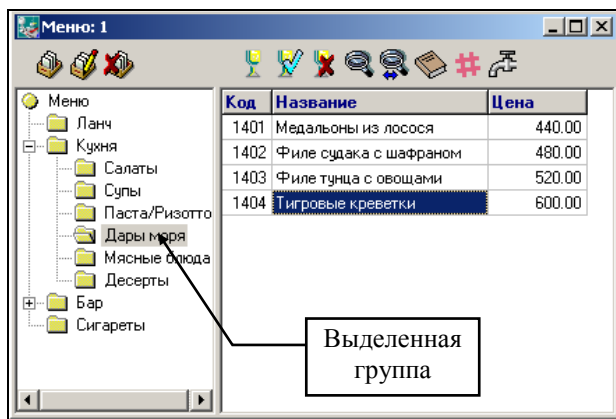 Меню: 1
Меню
Ланч
Кухня
Салаты
Супы
Паста/Ризотто
Дары моря
Мясные блюда
Десерты
Бар
Сигареты
Код Название Цена
1401 Медальоны из лосося 440.00
1402 Филе судака с шафраном 480.00
1403 Филе тунца с овощами 520.00
1404 Тигровые креветки 600.00
Выделенная
группа